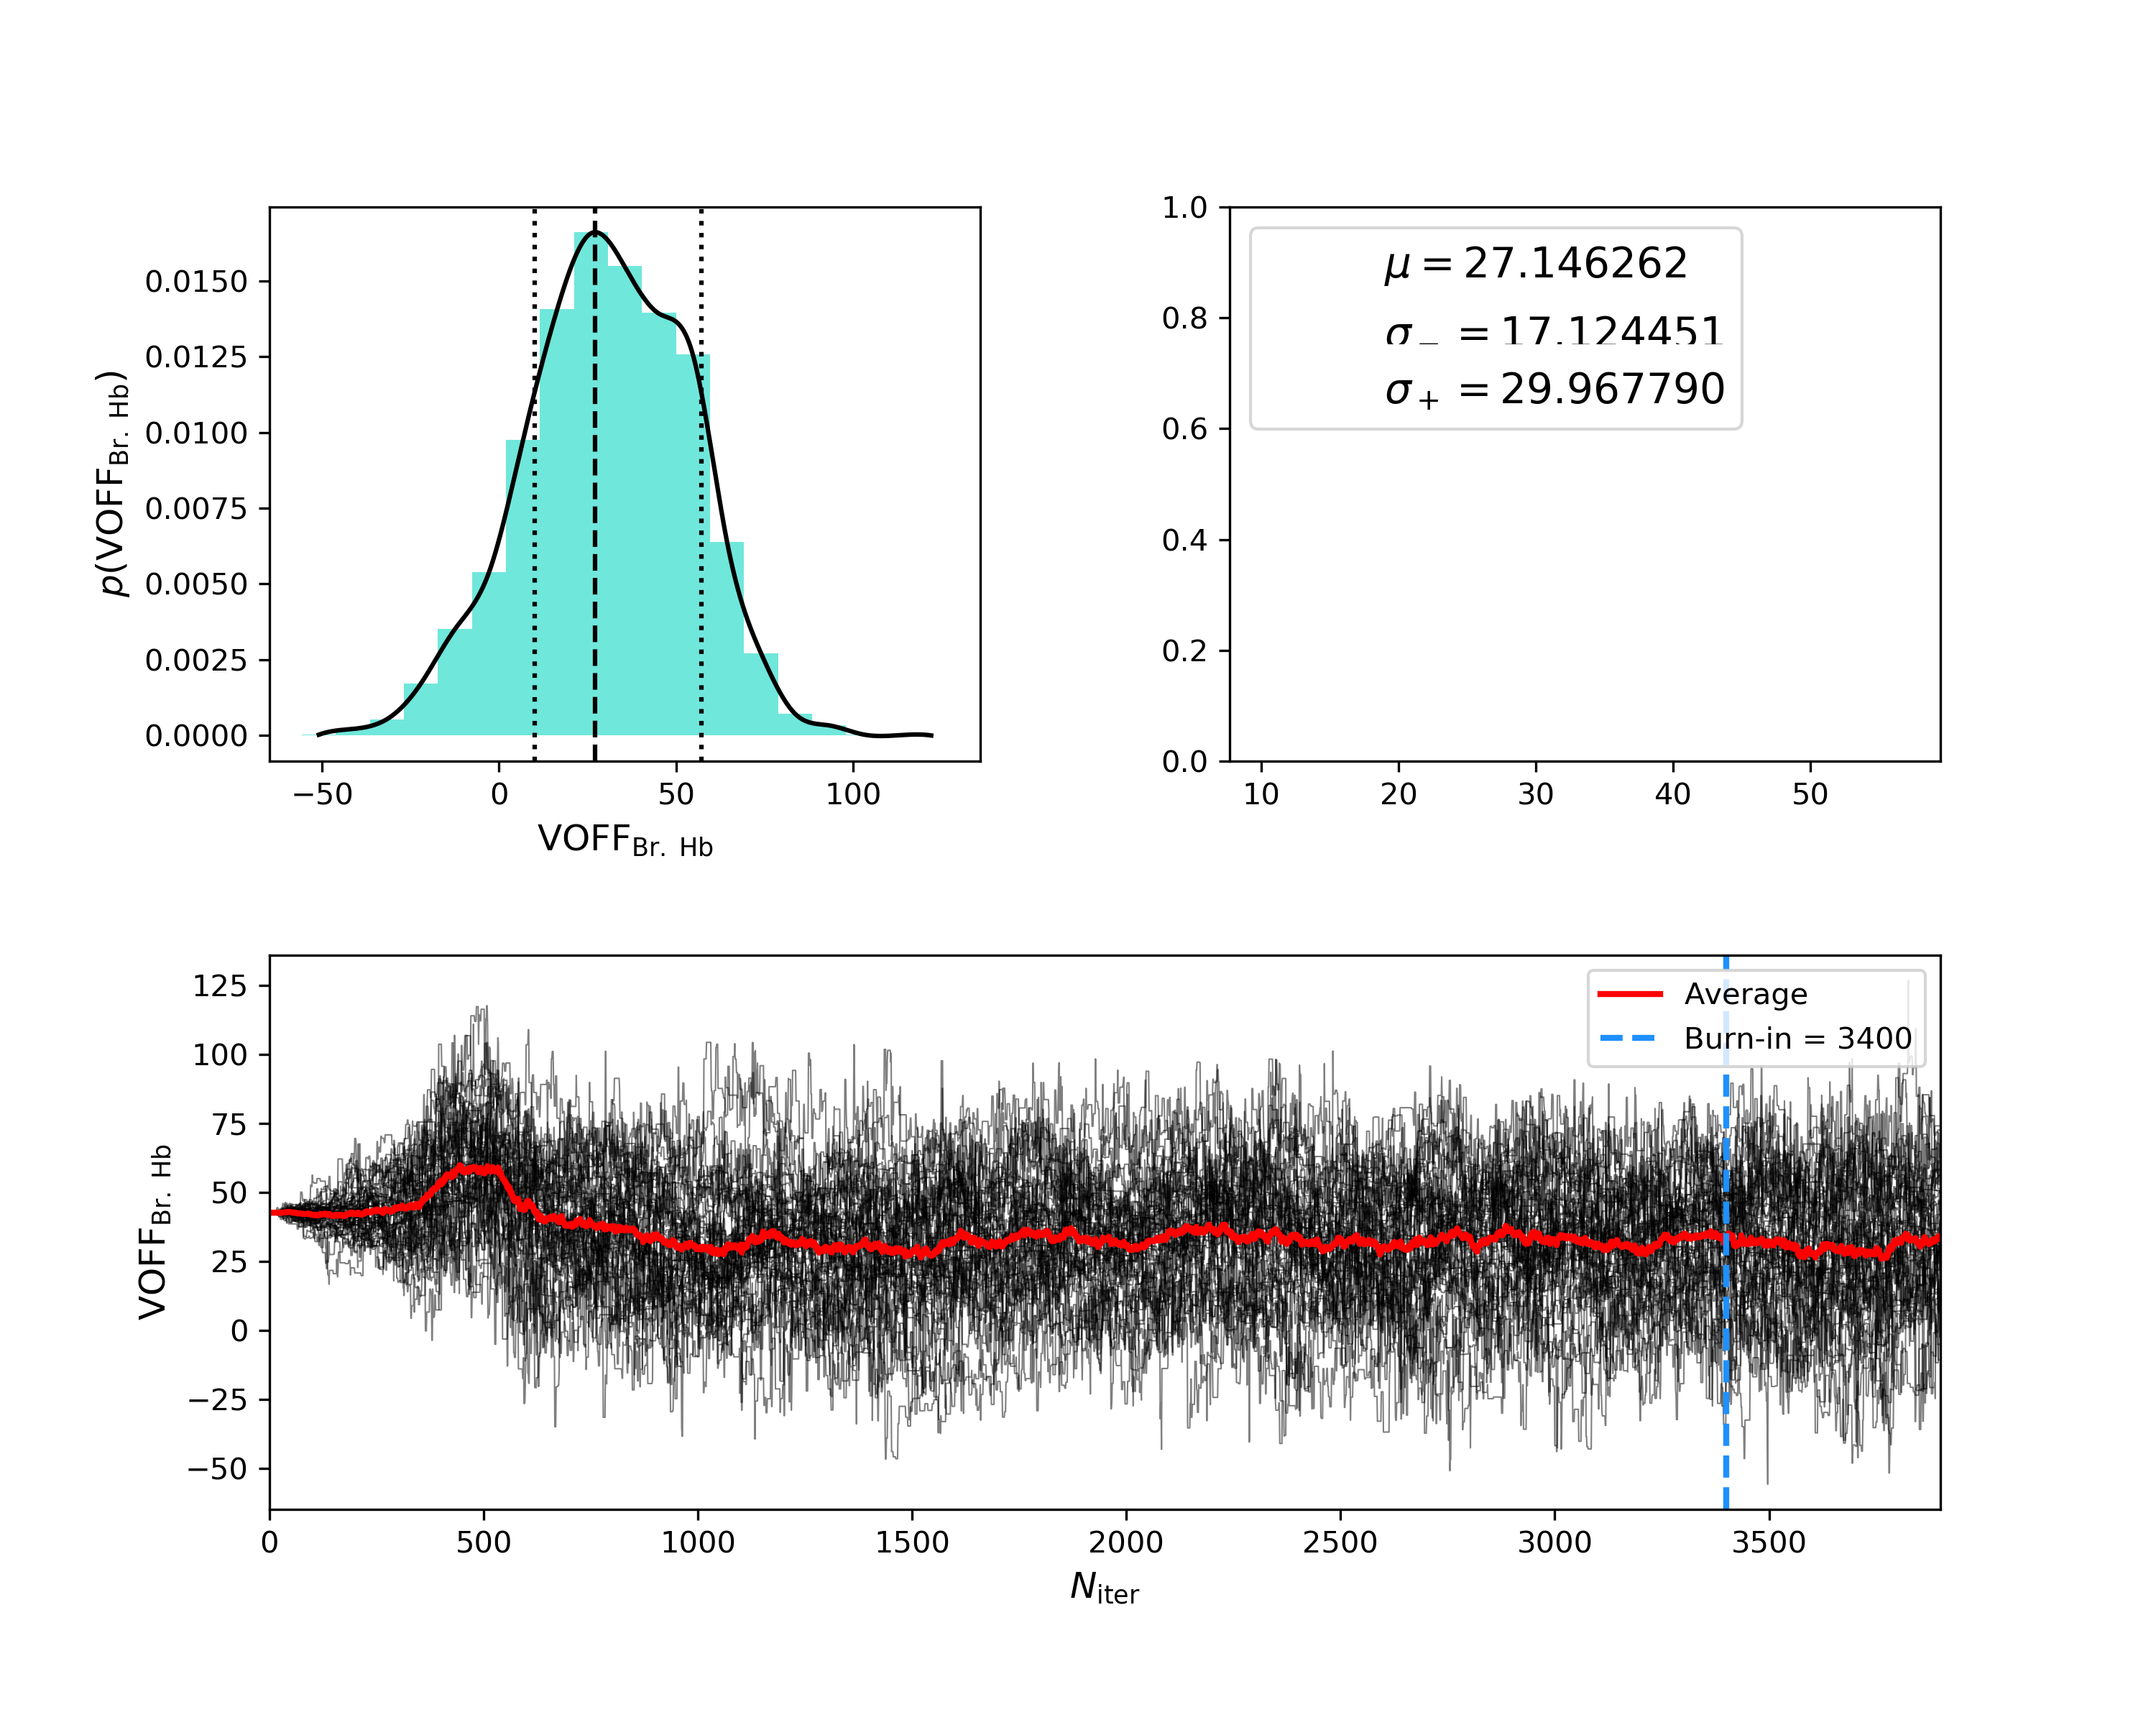 0.0150
0.0125
0.0100
0.0075
0.0050
0.0025
0.0000
p(VOFF_Br. Hb)
−50 0 50 100
VOFF_Br. Hb
1.0
0.8
0.6
0.4
0.2
0.0
μ = 27.146262
σ_− = 17.124451
σ_+ = 29.967790
10 20 30 40 50
125
100
75
50
25
0
−25
−50
VOFF_Br. Hb
Average
Burn-in = 3400
0 500 1000 1500 2000 2500 3000 3500
N_iter